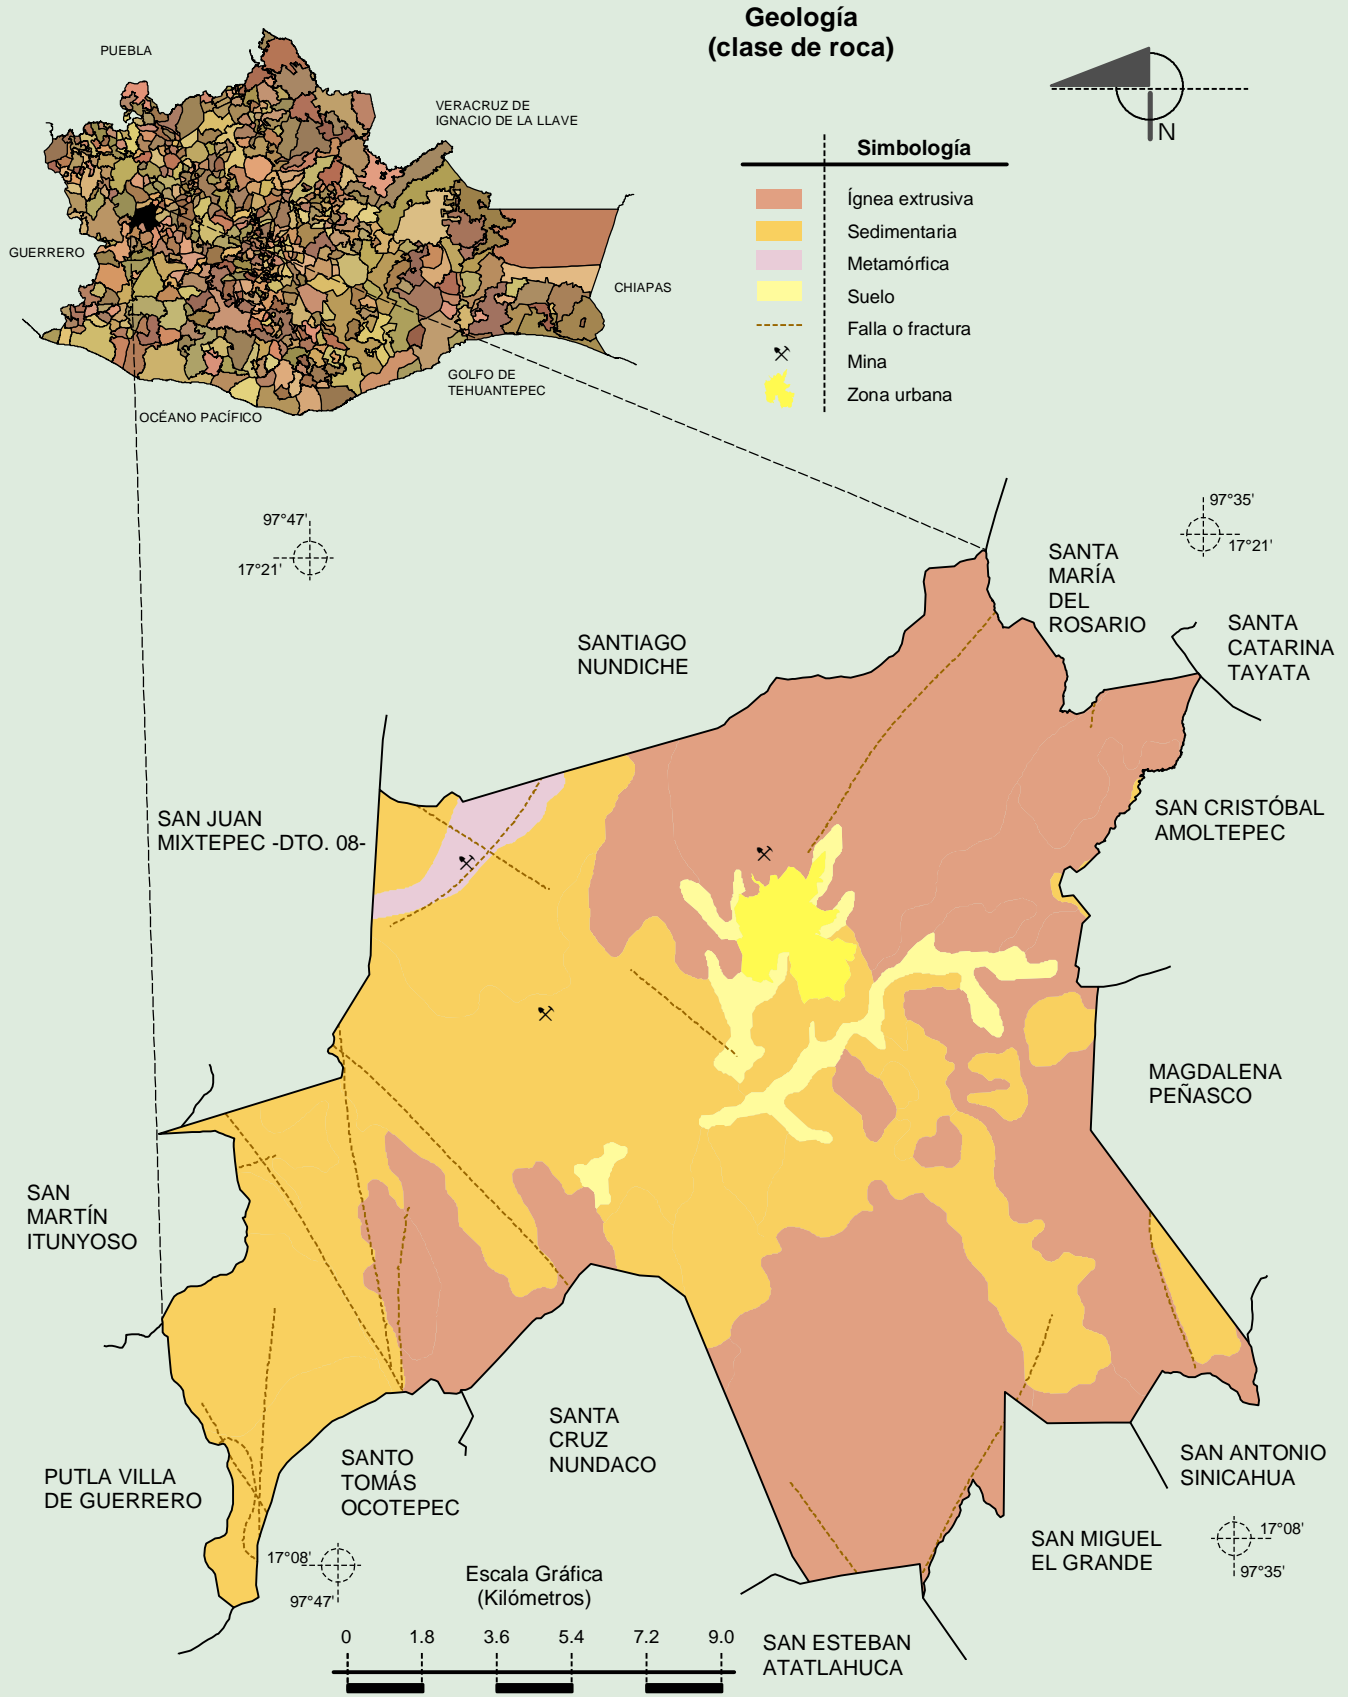 Geología
(clase de roca)
PUEBLA
VERACRUZ DE
IGNACIO DE LA LLAVE
GUERRERO
CHIAPAS
GOLFO DE
TEHUANTEPEC
OCÉANO PACÍFICO
N
Simbología
Ígnea extrusiva
Sedimentaria
Metamórfica
Suelo
Falla o fractura
Mina
Zona urbana
97°47'
17°21'
97°35'
17°21'
SANTA
MARÍA
DEL
ROSARIO
SANTA
CATARINA
TAYATA
SANTIAGO
NUNDICHE
SAN JUAN
MIXTEPEC -DTO. 08-
SAN CRISTÓBAL
AMOLTEPEC
MAGDALENA
PEÑASCO
SAN
MARTÍN
ITUNYOSO
PUTLA VILLA
DE GUERRERO
SANTO
TOMÁS
OCOTEPEC
SANTA
CRUZ
NUNDACO
SAN ANTONIO
SINICAHUA
SAN MIGUEL
EL GRANDE
17°08'
97°47'
17°08'
97°35'
Escala Gráfica
(Kilómetros)
0 1.8 3.6 5.4 7.2 9.0
SAN ESTEBAN
ATATLAHUCA